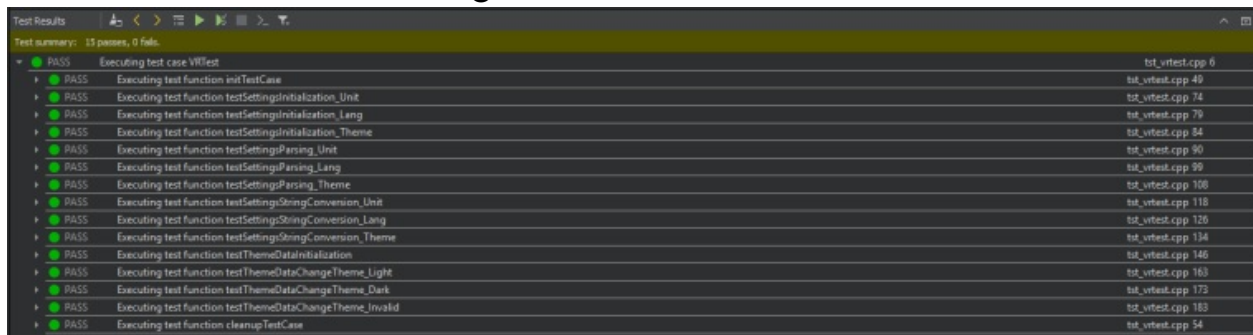 Test Results
Test summary: 15 passes, 0 fails.
PASS Executing test case VRTest tst_vrtest.cpp 6
PASS Executing test function initTestCase tst_vrtest.cpp 49
PASS Executing test function testSettingsInitialization_Unit tst_vrtest.cpp 74
PASS Executing test function testSettingsInitialization_Lang tst_vrtest.cpp 79
PASS Executing test function testSettingsInitialization_Theme tst_vrtest.cpp 84
PASS Executing test function testSettingsParsing_Unit tst_vrtest.cpp 90
PASS Executing test function testSettingsParsing_Lang tst_vrtest.cpp 99
PASS Executing test function testSettingsParsing_Theme tst_vrtest.cpp 108
PASS Executing test function testSettingsStringConversion_Unit tst_vrtest.cpp 118
PASS Executing test function testSettingsStringConversion_Lang tst_vrtest.cpp 126
PASS Executing test function testSettingsStringConversion_Theme tst_vrtest.cpp 134
PASS Executing test function testThemeDataInitialization tst_vrtest.cpp 146
PASS Executing test function testThemeDataChangeTheme_Light tst_vrtest.cpp 163
PASS Executing test function testThemeDataChangeTheme_Dark tst_vrtest.cpp 173
PASS Executing test function testThemeDataChangeTheme_Invalid tst_vrtest.cpp 183
PASS Executing test function cleanupTestCase tst_vrtest.cpp 54